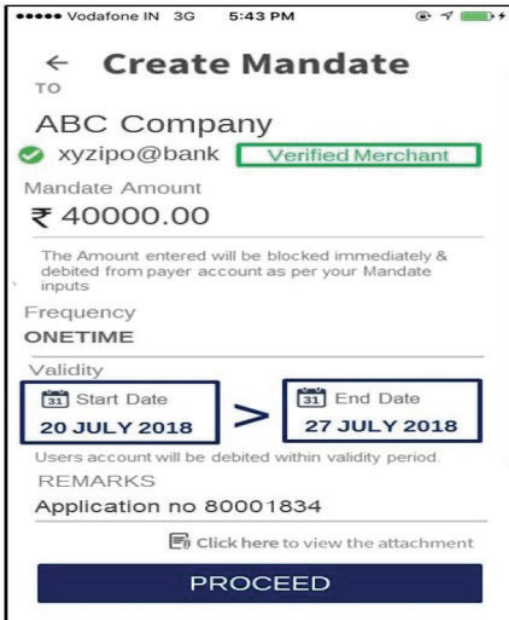 Vodafone IN 3G 5:43 PM
← Create Mandate
TO
ABC Company
xyzipo@bank Verified Merchant
Mandate Amount
₹ 40000.00
The Amount entered will be blocked immediately &
debited from payer account as per your Mandate
inputs
Frequency
ONETIME
Validity
31 Start Date > 31 End Date
20 JULY 2018 27 JULY 2018
Users account will be debited within validity period.
REMARKS
Application no 80001834
Click here to view the attachment
PROCEED